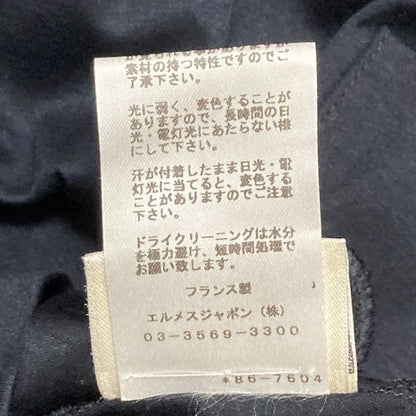 素材の持つ特性ですのでご
了承下さい。
光に弱く、変色することが
ありますので、長時間の日
光・電灯光にあたらない様
にして下さい。
汗が付着したまま日光・電
灯光に当てると、変色する
ことがありますのでご注意
下さい。
ドライクリーニングは水分
を極力避け、短時間処理で
お願い致します。
フランス製
エルメスジャポン（株）
03-3569-3300
*86-7604